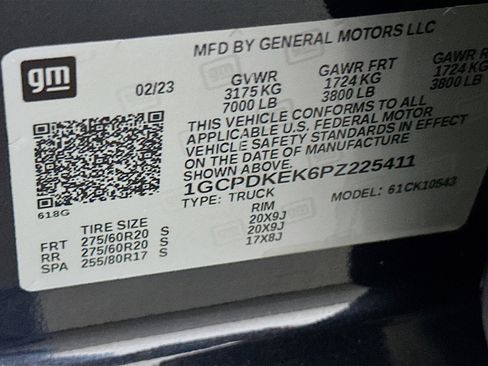 gm
MFD BY GENERAL MOTORS LLC
02/23 GVWR GAWR FRT GAWR
3175 KG 1724 KG 1724 KG
7000 LB 3800 LB 3800 LB
THIS VEHICLE CONFORMS TO ALL
APPLICABLE U.S. FEDERAL MOTOR
VEHICLE SAFETY STANDARDS IN EFFECT
ON THE DATE OF MANUFACTURE
SHOWN ABOVE.
1GCPDKEK6PZ225411
618G TYPE: TRUCK MODEL: 61CK10543
TIRE SIZE RIM
FRT 275/60R20 S 20X9J
RR 275/60R20 S 20X9J
SPA 255/80R17 S 17X8J